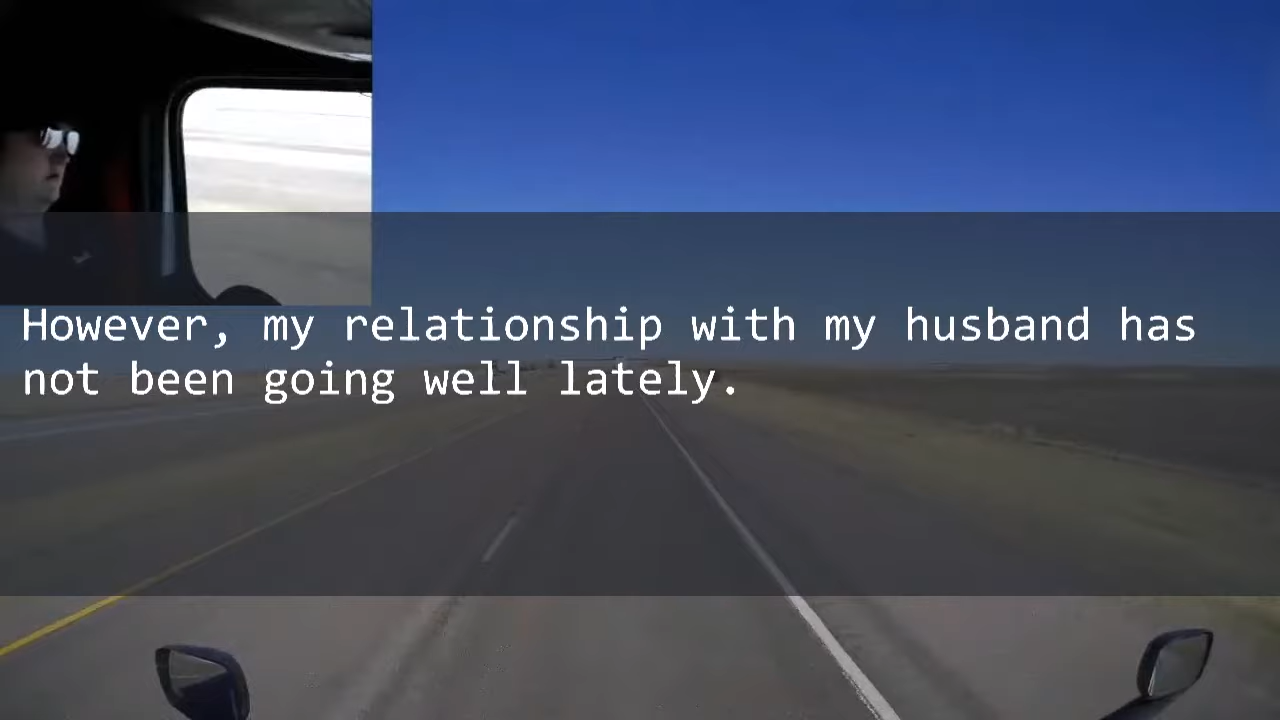 However, my relationship with my husband has
not been going well lately.